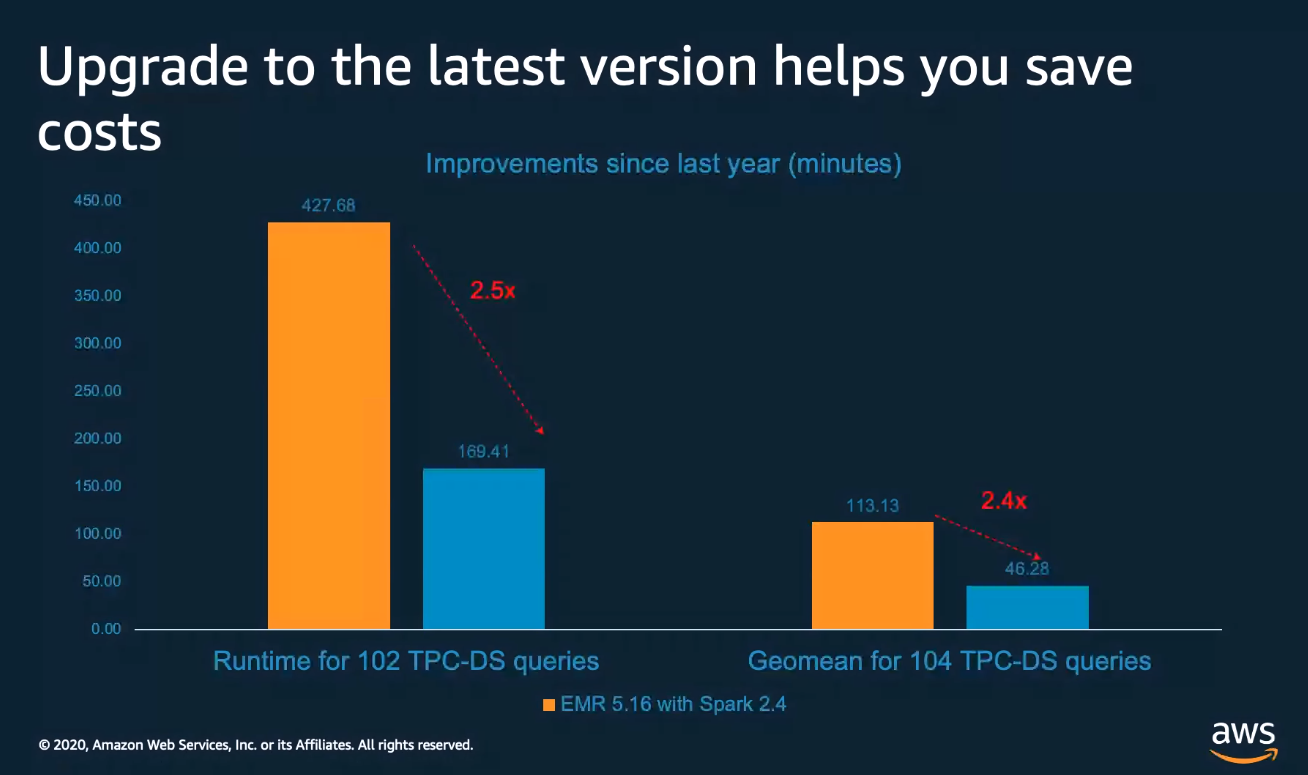 Upgrade to the latest version helps you save
costs
Improvements since last year (minutes)
450.00
400.00
350.00
300.00
250.00
200.00
150.00
100.00
50.00
0.00
427.68
2.5x
169.41
113.13
2.4x
46.28
Runtime for 102 TPC-DS queries
Geomean for 104 TPC-DS queries
EMR 5.16 with Spark 2.4
© 2020, Amazon Web Services, Inc. or its Affiliates. All rights reserved.
aws